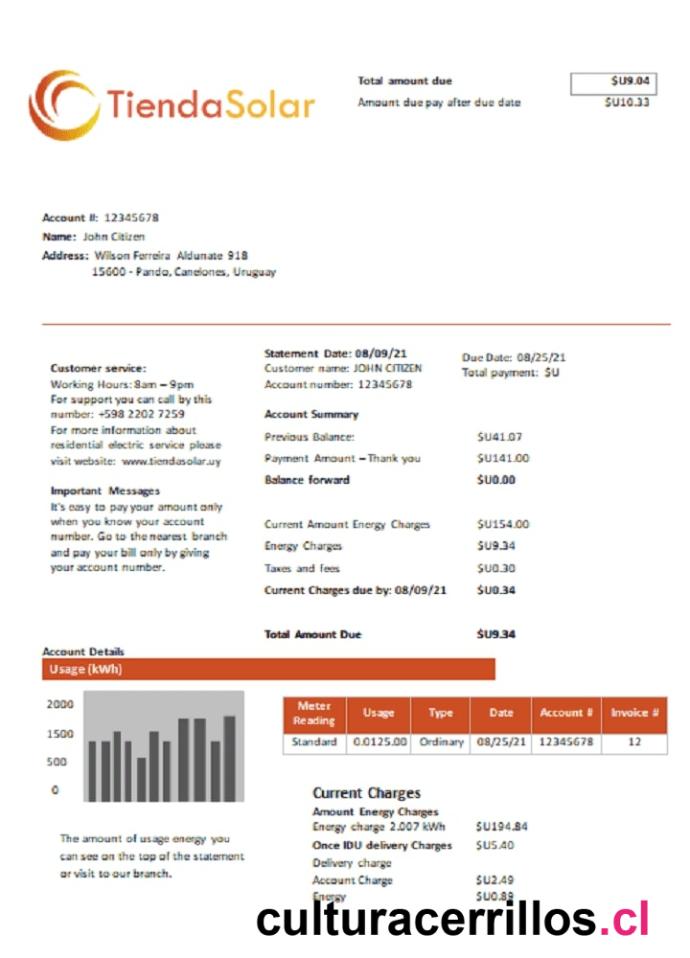 TiendaSolar
Total amount due $U9.04
Amount due pay after due date $U10.33
Account #: 12345678
Name: John Citizen
Address: Wilson Ferreira Aldunate 918
15600 - Pando, Canelones, Uruguay
Customer service:
Working Hours: 8am – 9pm
For support you can call by this
number: +598 2202 7259
For more information about
residential electric service please
visit website: www.tiendasolar.uy
Important Messages
It's easy to pay your amount only
when you know your account
number. Go to the nearest branch
and pay your bill only by giving
your account number.
Statement Date: 08/09/21
Customer name: JOHN CITIZEN
Account number: 12345678
Due Date: 08/25/21
Total payment: $U
Account Summary
Previous Balance: $U41.07
Payment Amount – Thank you $U141.00
Balance forward $U0.00
Current Amount Energy Charges $U154.00
Energy Charges $U9.34
Taxes and fees $U0.30
Current Charges due by: 08/09/21 $U0.34
Total Amount Due $U9.34
Account Details
Usage (kWh)
2000
1500
500
0
The amount of usage energy you
can see on the top of the statement
or visit to our branch.
Meter Reading Usage Type Date Account # Invoice #
Standard 0.0125.00 Ordinary 08/25/21 12345678 12
Current Charges
Amount Energy Charges
Energy charge 2.007 kWh $U194.84
Once IDU delivery Charges $U5.40
Delivery charge
Account Charge $U2.49
Energy $U0.89
culturacerrillos.cl